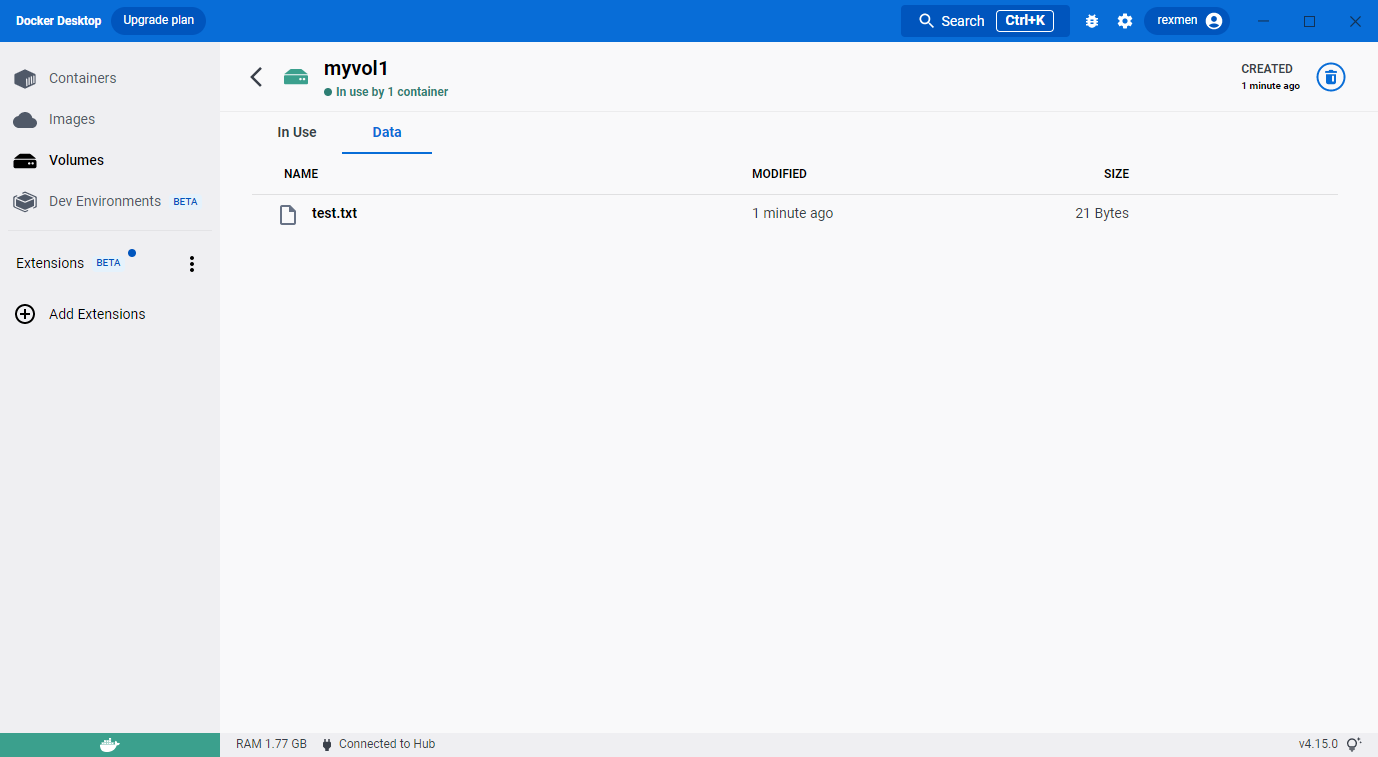 Docker Desktop Upgrade plan Search Ctrl+K rexmen
Containers
Images
Volumes
Dev Environments BETA
Extensions BETA
Add Extensions
myvol1
In use by 1 container
CREATED
1 minute ago
In Use Data
NAME MODIFIED SIZE
test.txt 1 minute ago 21 Bytes
RAM 1.77 GB Connected to Hub v4.15.0